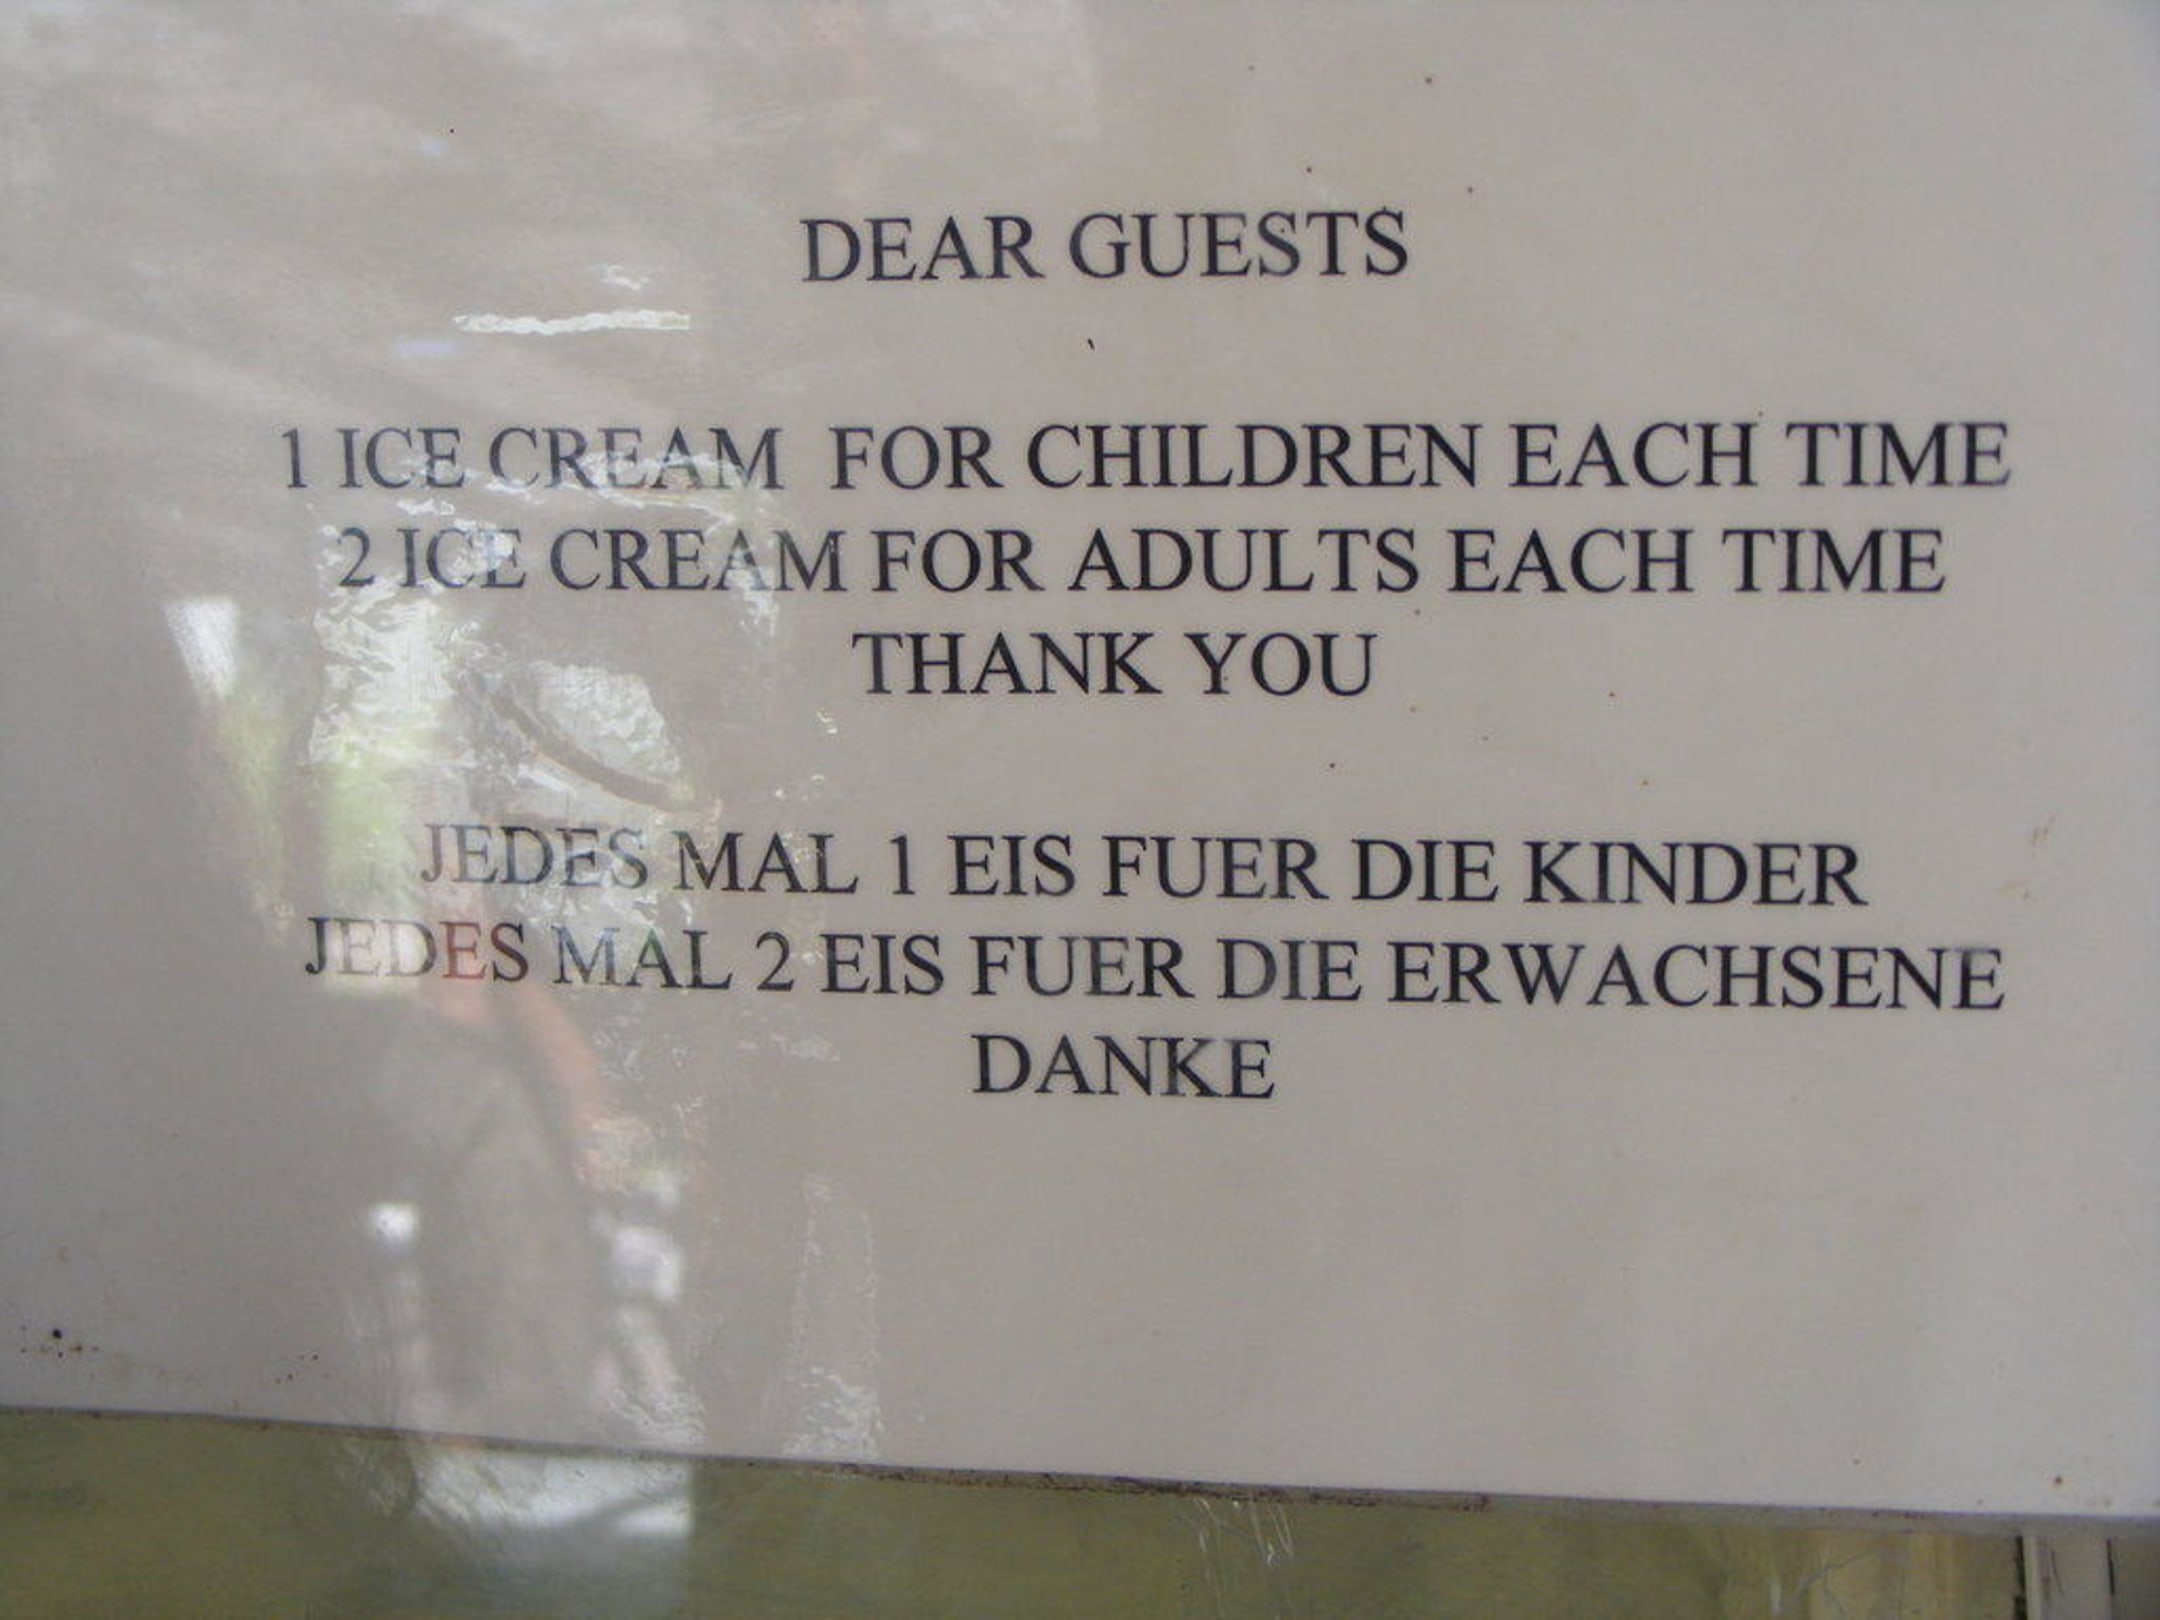 DEAR GUESTS
1 ICE CREAM FOR CHILDREN EACH TIME
2 ICE CREAM FOR ADULTS EACH TIME
THANK YOU
JEDES MAL 1 EIS FUER DIE KINDER
JEDES MAL 2 EIS FUER DIE ERWACHSENE
DANKE